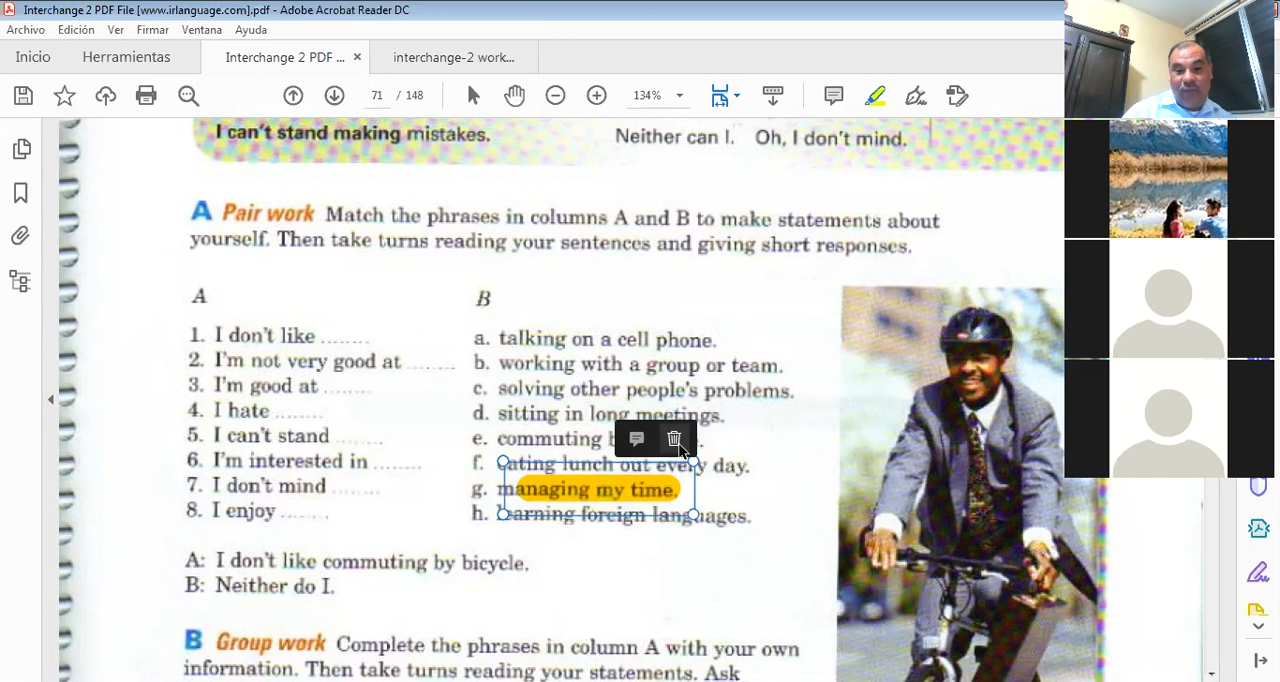 Interchange 2 PDF File [www.irlanguage.com].pdf - Adobe Acrobat Reader DC
Archivo Edición Ver Firmar Ventana Ayuda
Inicio Herramientas Interchange 2 PDF ... × interchange-2 work...
71 / 148 134%
I can't stand making mistakes. Neither can I. Oh, I don't mind.
A Pair work Match the phrases in columns A and B to make statements about
yourself. Then take turns reading your sentences and giving short responses.
A
1. I don't like ........
2. I'm not very good at ........
3. I'm good at ........
4. I hate ........
5. I can't stand ........
6. I'm interested in ........
7. I don't mind ........
8. I enjoy ........
B
a. talking on a cell phone.
b. working with a group or team.
c. solving other people's problems.
d. sitting in long meetings.
e. commuting
f. eating lunch out every day.
g. managing my time.
h. learning foreign languages.
A: I don't like commuting by bicycle.
B: Neither do I.
B Group work Complete the phrases in column A with your own
information. Then take turns reading your statements. Ask